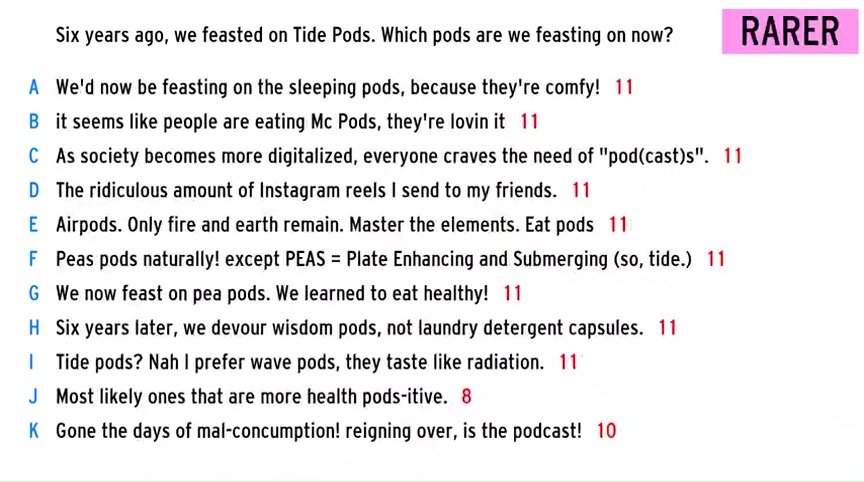 Six years ago, we feasted on Tide Pods. Which pods are we feasting on now?
RARER
A We'd now be feasting on the sleeping pods, because they're comfy! 11
B it seems like people are eating Mc Pods, they're lovin it 11
C As society becomes more digitalized, everyone craves the need of "pod(cast)s". 11
D The ridiculous amount of Instagram reels I send to my friends. 11
E Airpods. Only fire and earth remain. Master the elements. Eat pods 11
F Peas pods naturally! except PEAS = Plate Enhancing and Submerging (so, tide.) 11
G We now feast on pea pods. We learned to eat healthy! 11
H Six years later, we devour wisdom pods, not laundry detergent capsules. 11
I Tide pods? Nah I prefer wave pods, they taste like radiation. 11
J Most likely ones that are more health pods-itive. 8
K Gone the days of mal-concumption! reigning over, is the podcast! 10